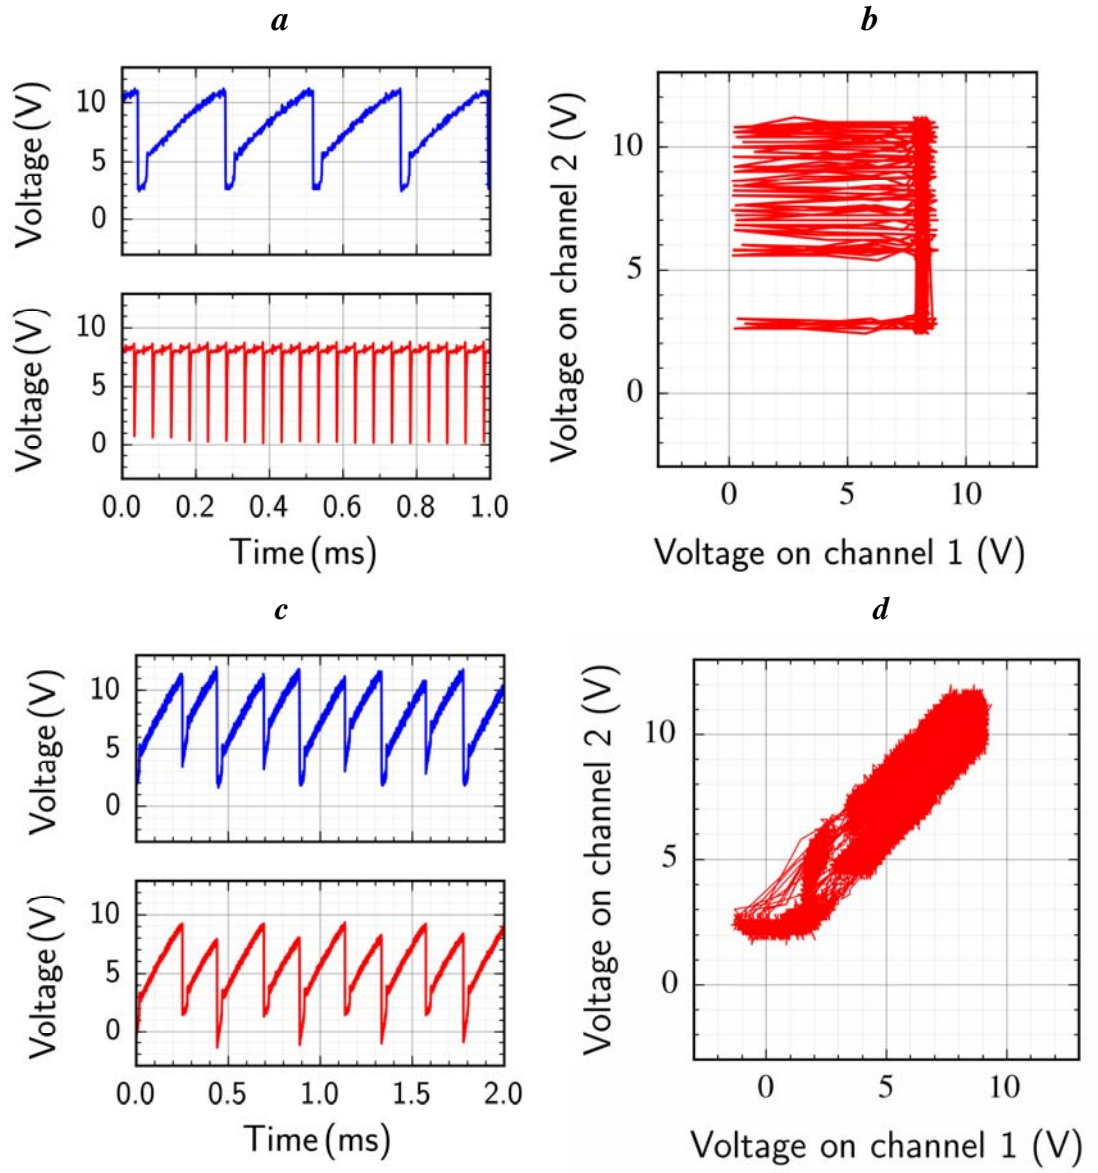 a
b
Voltage (V)
10
5
0
Voltage (V)
10
5
0
0.0 0.2 0.4 0.6 0.8 1.0
Time (ms)
Voltage on channel 2 (V)
10
5
0
0 5 10
Voltage on channel 1 (V)
c
d
Voltage (V)
10
5
0
Voltage (V)
10
5
0
0.0 0.5 1.0 1.5 2.0
Time (ms)
Voltage on channel 2 (V)
10
5
0
0 5 10
Voltage on channel 1 (V)